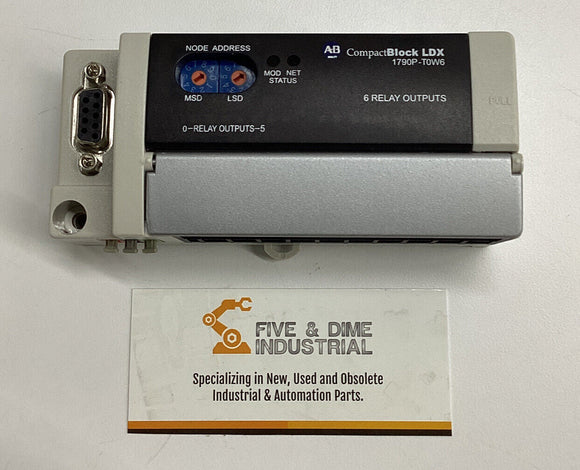 NODE ADDRESS
MSD
LSD
MOD NET
STATUS
0-RELAY OUTPUTS-5
AB
CompactBlock LDX
1790P-T0W6
6 RELAY OUTPUTS
PULL
FIVE & DIME
INDUSTRIAL
Specializing in New, Used and Obsolete
Industrial & Automation Parts.